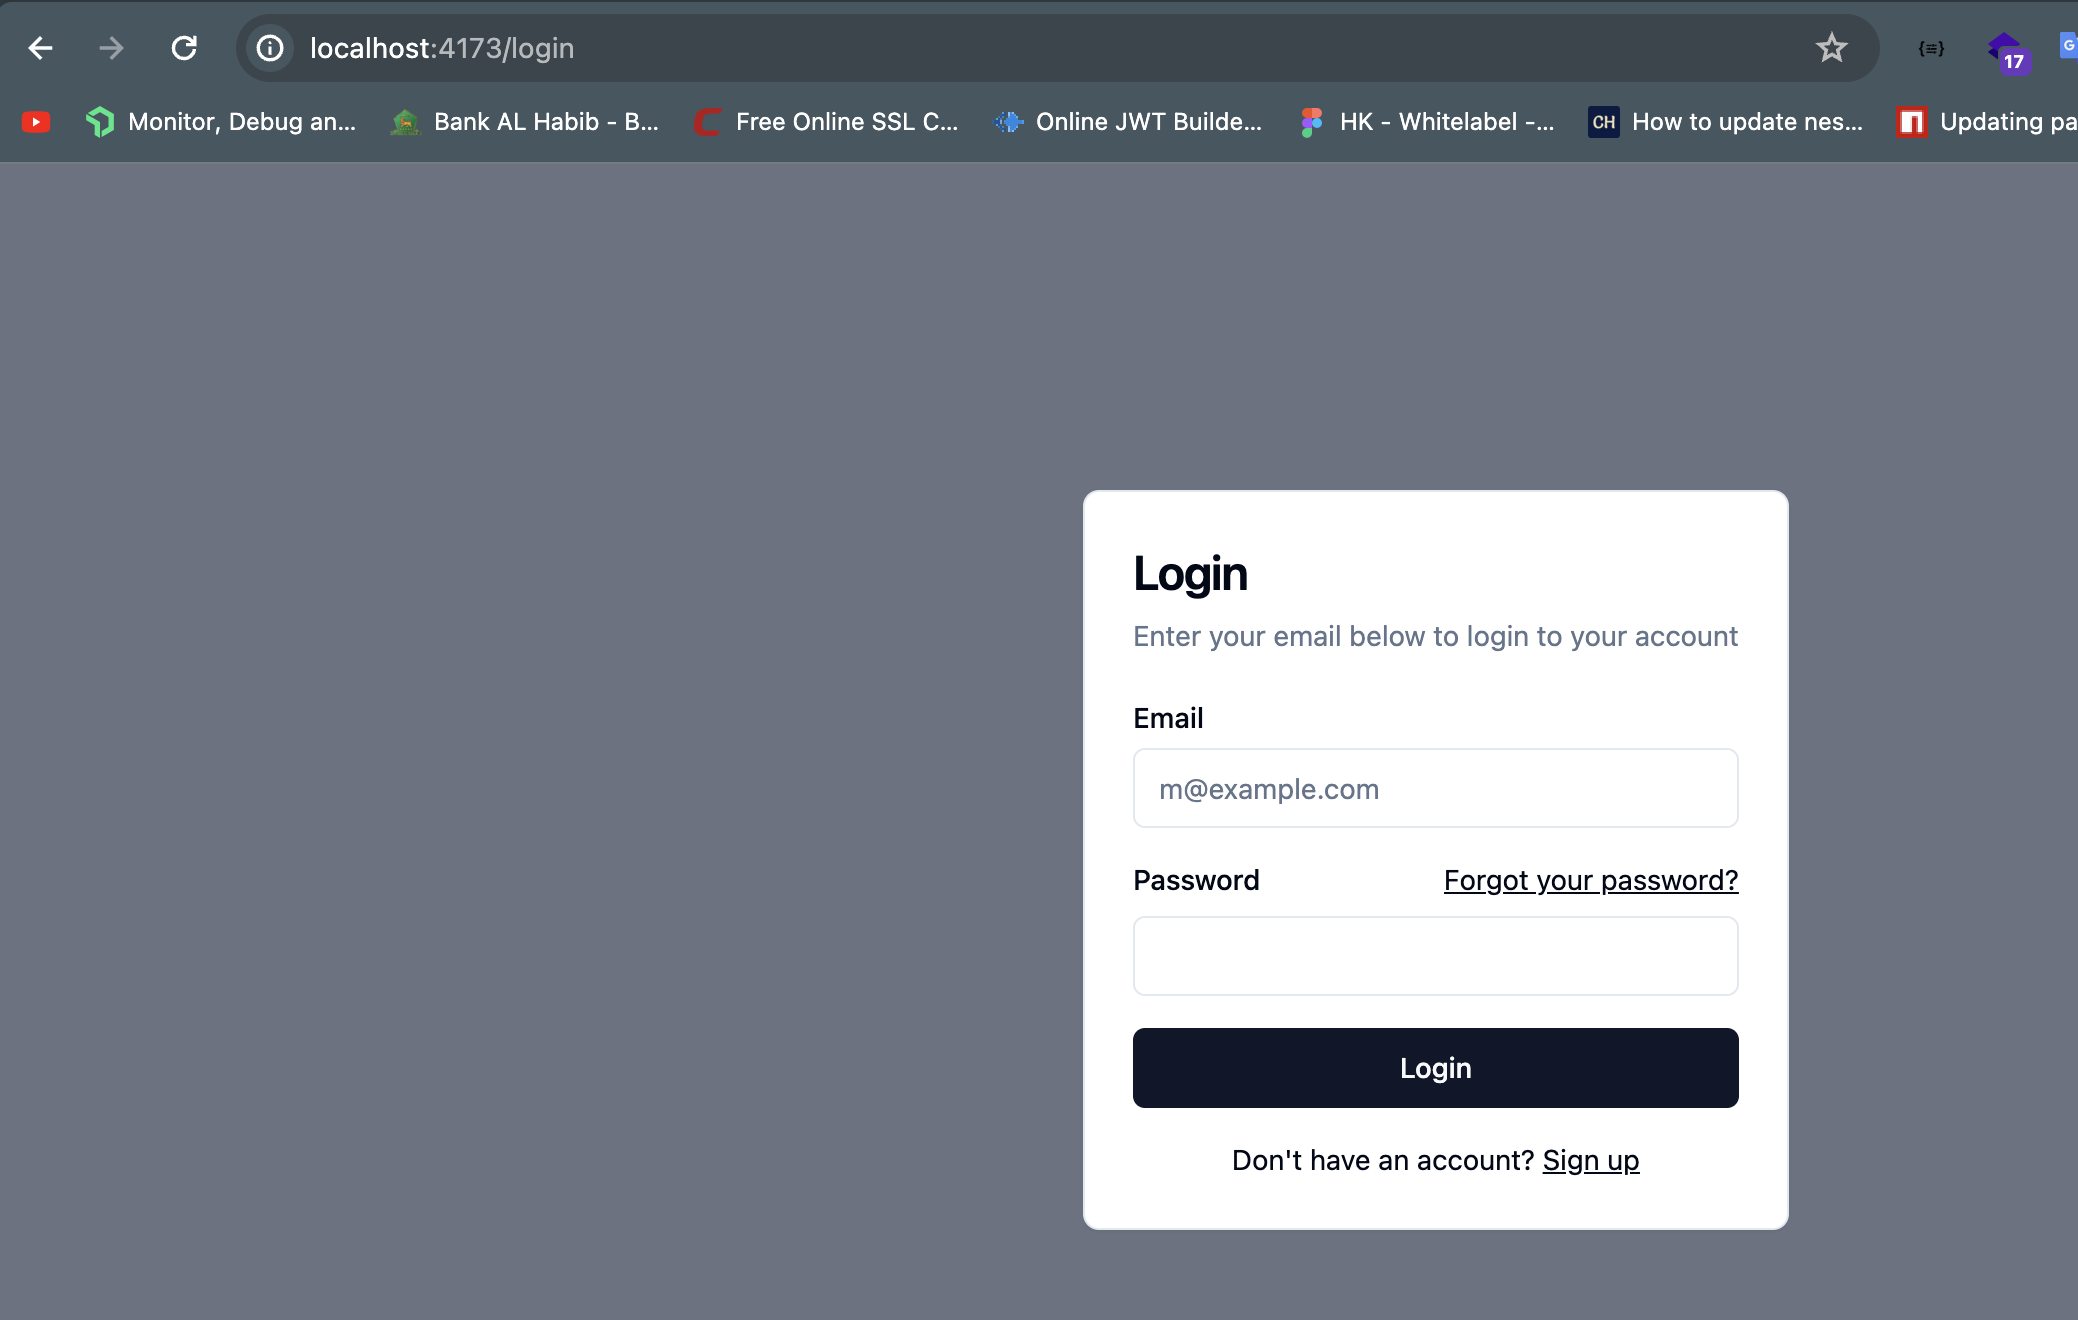 localhost:4173/login
17
G
Monitor, Debug an...
Bank AL Habib - B...
Free Online SSL C...
Online JWT Builde...
HK - Whitelabel -...
CH
How to update nes...
Updating pa
Login
Enter your email below to login to your account
Email
m@example.com
Password Forgot your password?
Login
Don't have an account? Sign up